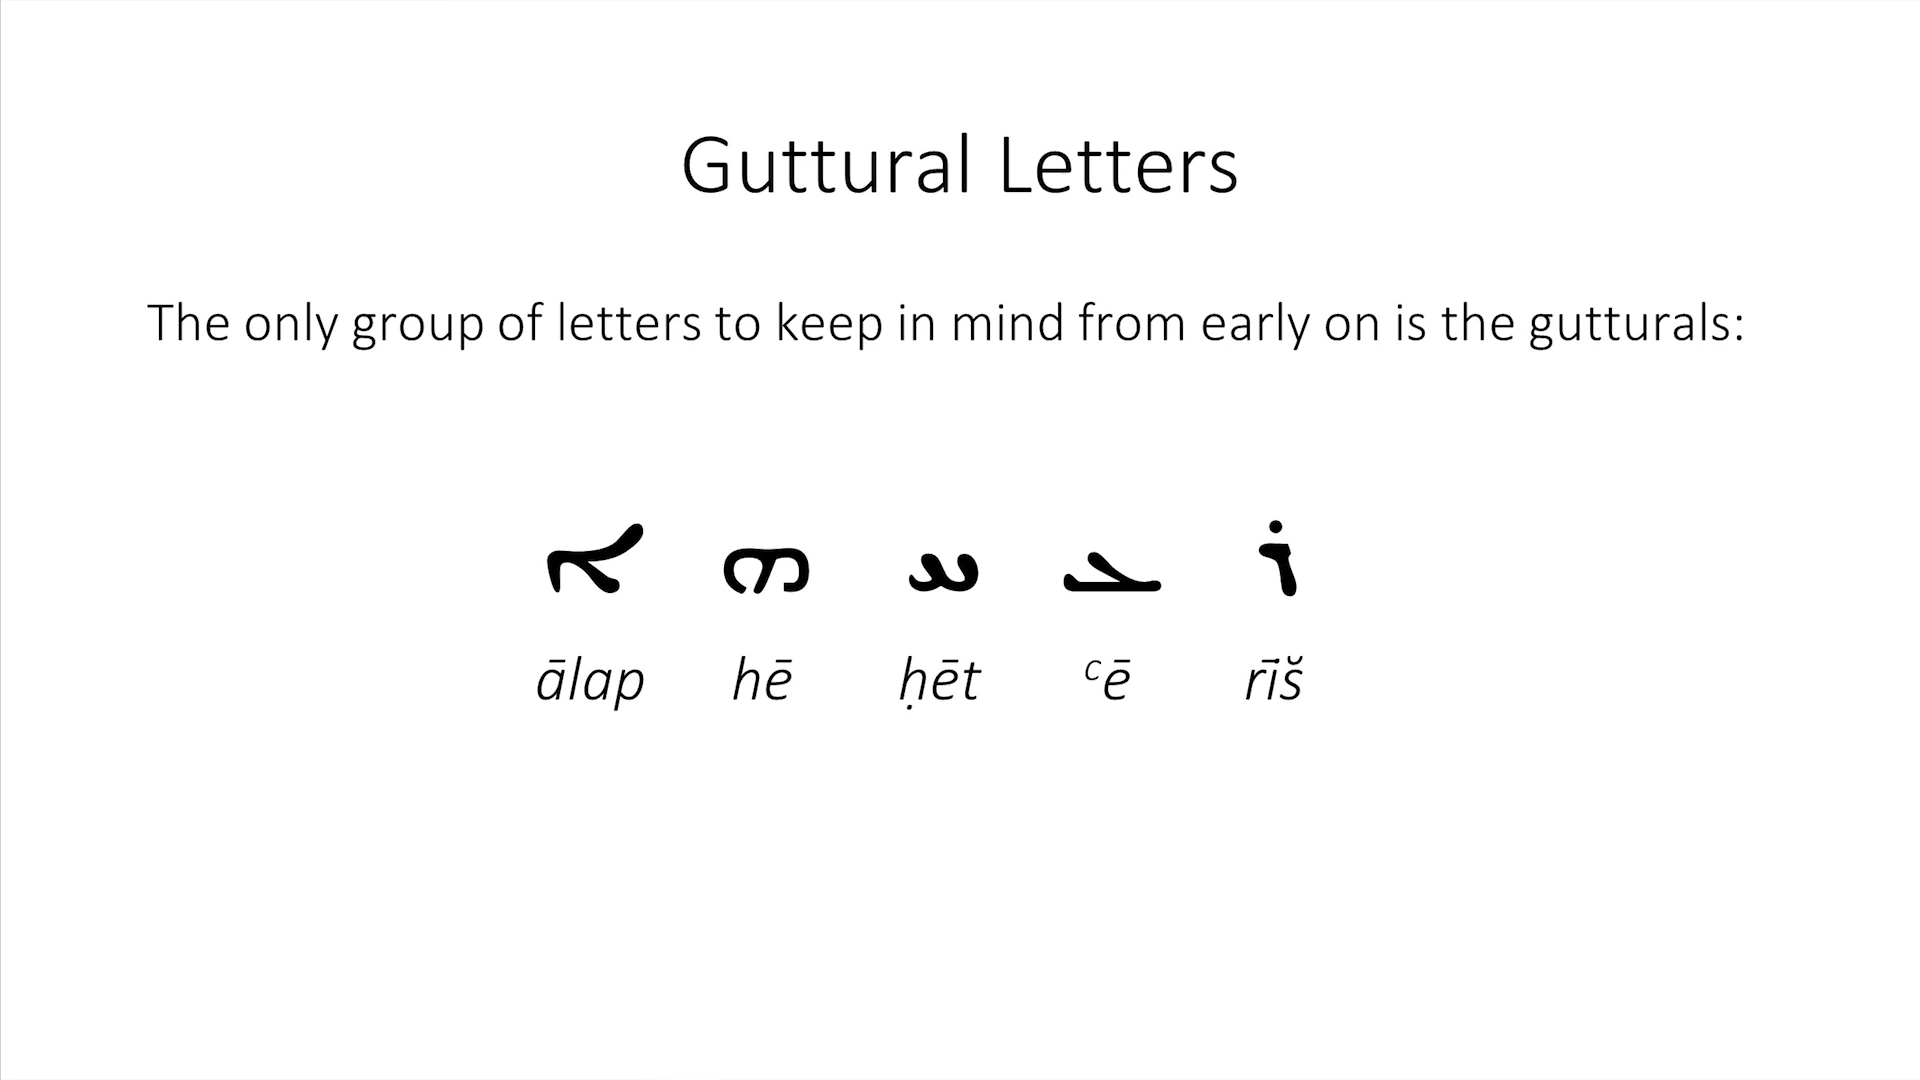 Guttural Letters
The only group of letters to keep in mind from early on is the gutturals:
ܐ ܗ ܚ ܥ ܪ
ālap hē ḥēt ᶜē rīš̆